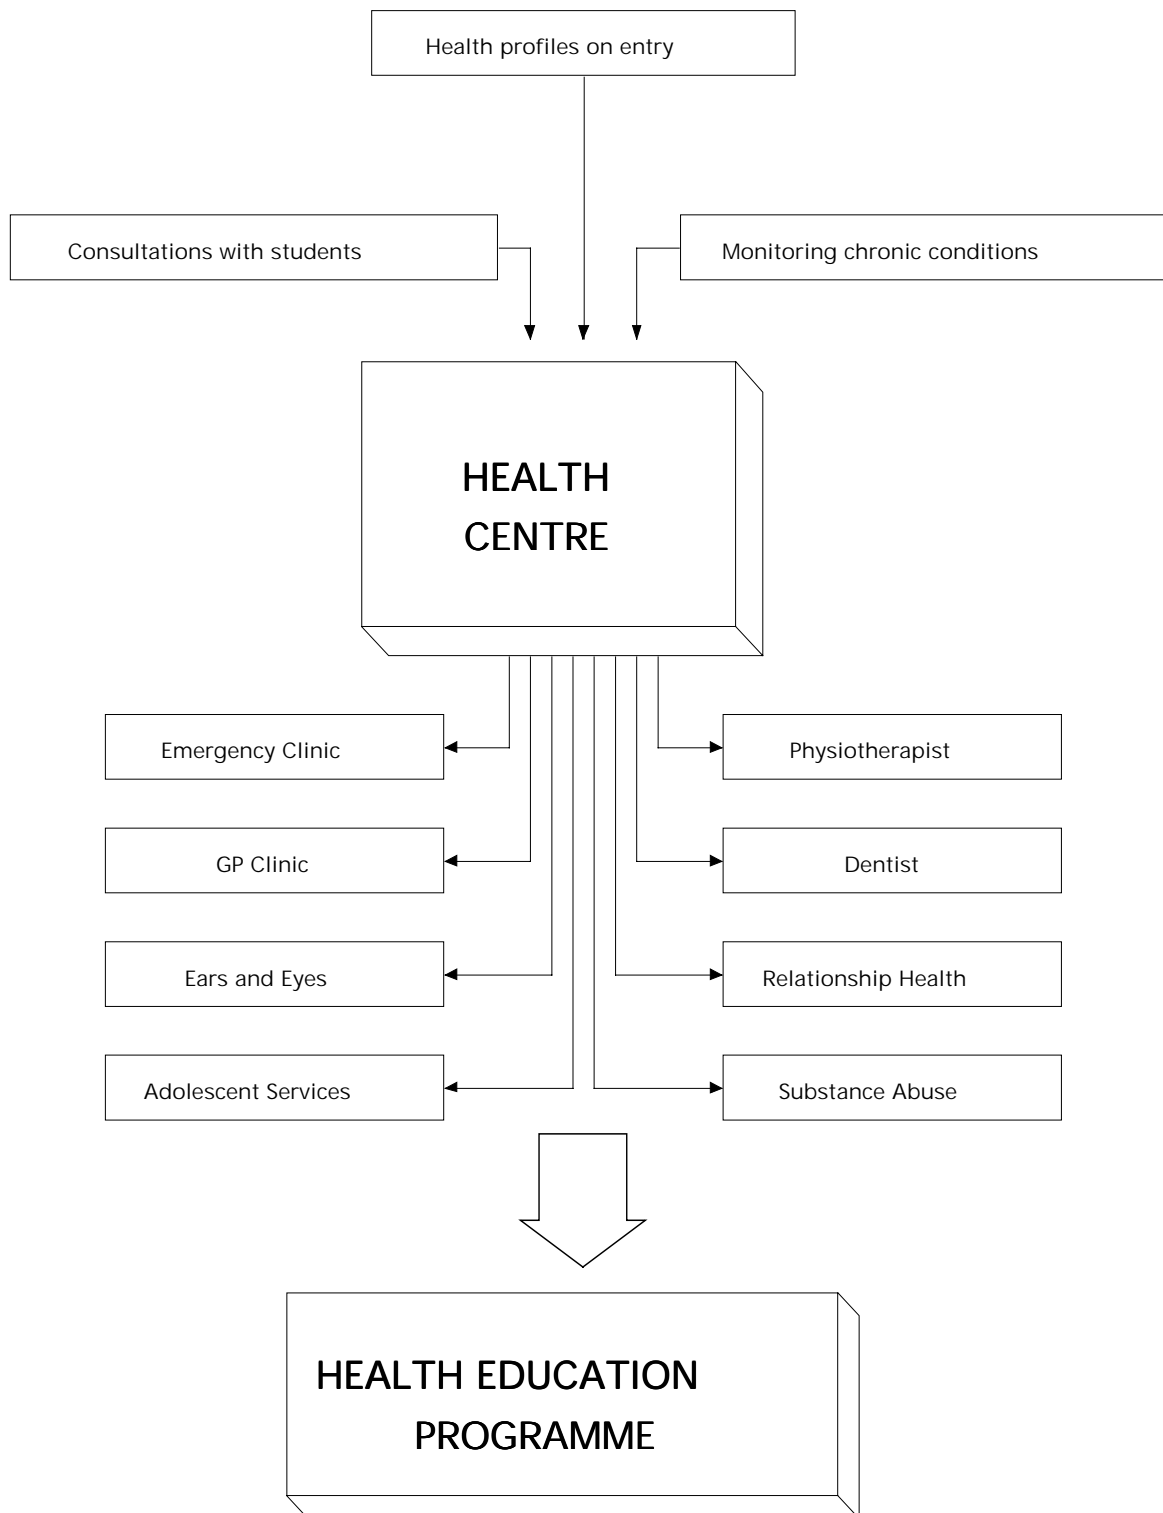 Health profiles on entry
Consultations with students
Monitoring chronic conditions
HEALTH
CENTRE
Emergency Clinic
Physiotherapist
GP Clinic
Dentist
Ears and Eyes
Relationship Health
Adolescent Services
Substance Abuse
HEALTH EDUCATION
PROGRAMME